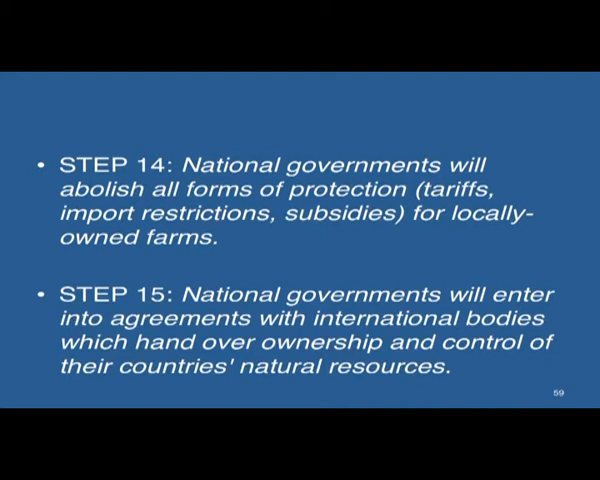 • STEP 14: National governments will
abolish all forms of protection (tariffs,
import restrictions, subsidies) for locally-
owned farms.
• STEP 15: National governments will enter
into agreements with international bodies
which hand over ownership and control of
their countries' natural resources.
59